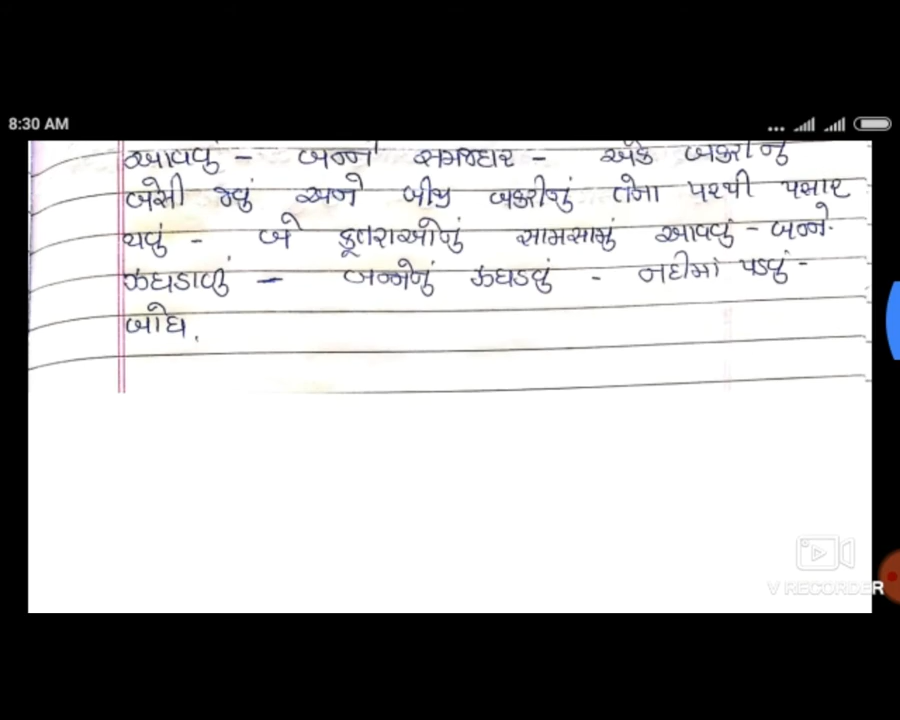 8:30 AM
આવવું - બન્ને સમજદાર - એક બકરીનું
બેસી જવું અને બીજી બકરીનું તેના પરથી પસાર
થવું - બે કૂતરાઓનું સામસામું આવવું - બન્ને
ઝઘડાળું - બન્નેનું ઝઘડવું - નદીમાં પડવું -
બોધ.
V RECORDER